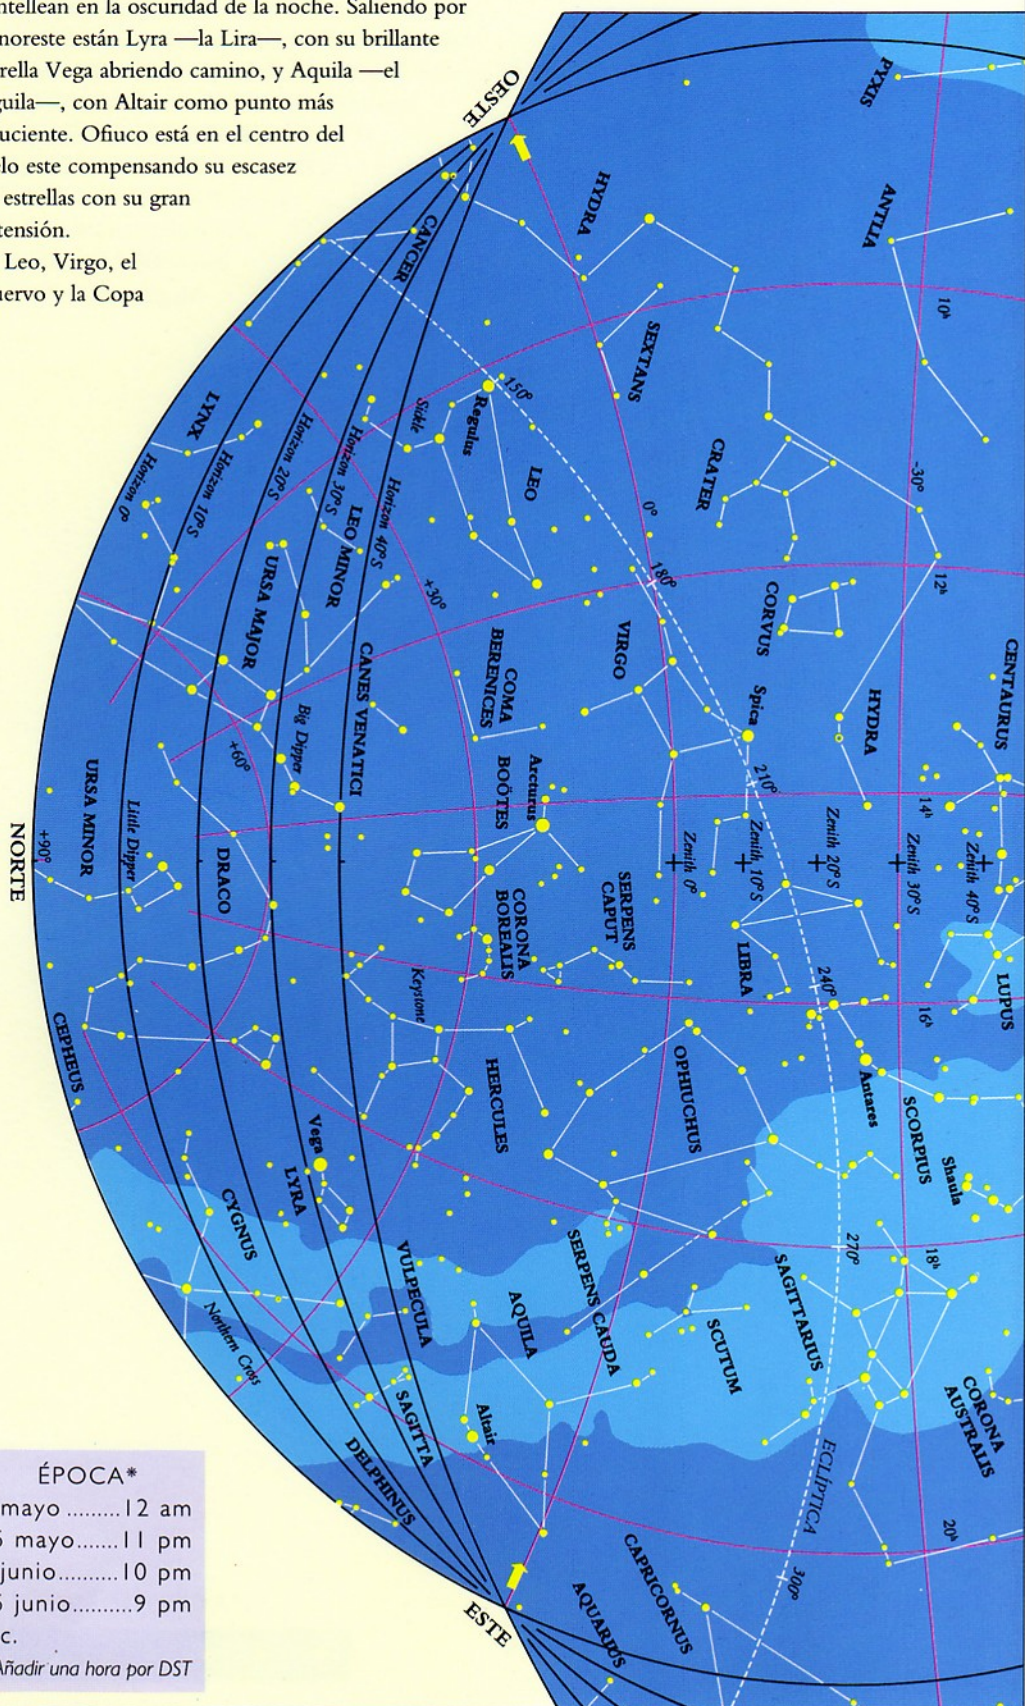 ntellean en la oscuridad de la noche. Saliendo por
noreste están Lyra —la Lira—, con su brillante
rella Vega abriendo camino, y Aquila —el
guila—, con Altair como punto más
uciente. Ofiuco está en el centro del
elo este compensando su escasez
estrellas con su gran
tensión.
Leo, Virgo, el
uervo y la Copa
OESTE
PYXIS
HYDRA
ANTLIA
CANCER
10h
SEXTANS
150°
Regulus
Sickle
LYNX
Horizon 0°
Horizon 10°S
Horizon 20°S
Horizon 30°S
Horizon 40°S
LEO
CRATER
-30°
0°
LEO MINOR
URSA MAJOR
+30°
180°
12h
CORVUS
VIRGO
COMA
BERENICES
CANES VENATICI
CENTAURUS
HYDRA
Spica
Big Dipper
+60°
210°
Arcturus
BOÖTES
14h
URSA MINOR
Little Dipper
NORTE
+90°
DRACO
Zenith 0°
Zenith 10°S
Zenith 20°S
Zenith 30°S
Zenith 40°S
SERPENS
CAPUT
CORONA
BOREALIS
LIBRA
240°
LUPUS
Keystone
16h
CEPHEUS
HERCULES
OPHIUCHUS
Antares
SCORPIUS
Shaula
Vega
LYRA
CYGNUS
VULPECULA
SERPENS CAUDA
270°
18h
SAGITTARIUS
AQUILA
SCUTUM
Northern Cross
SAGITTA
Altair
CORONA
AUSTRALIS
DELPHINUS
ECLÍPTICA
20h
CAPRICORNUS
300°
AQUARIUS
ESTE
ÉPOCA*
mayo .........12 am
5 mayo.......11 pm
junio..........10 pm
5 junio..........9 pm
c.
Añadir una hora por DST